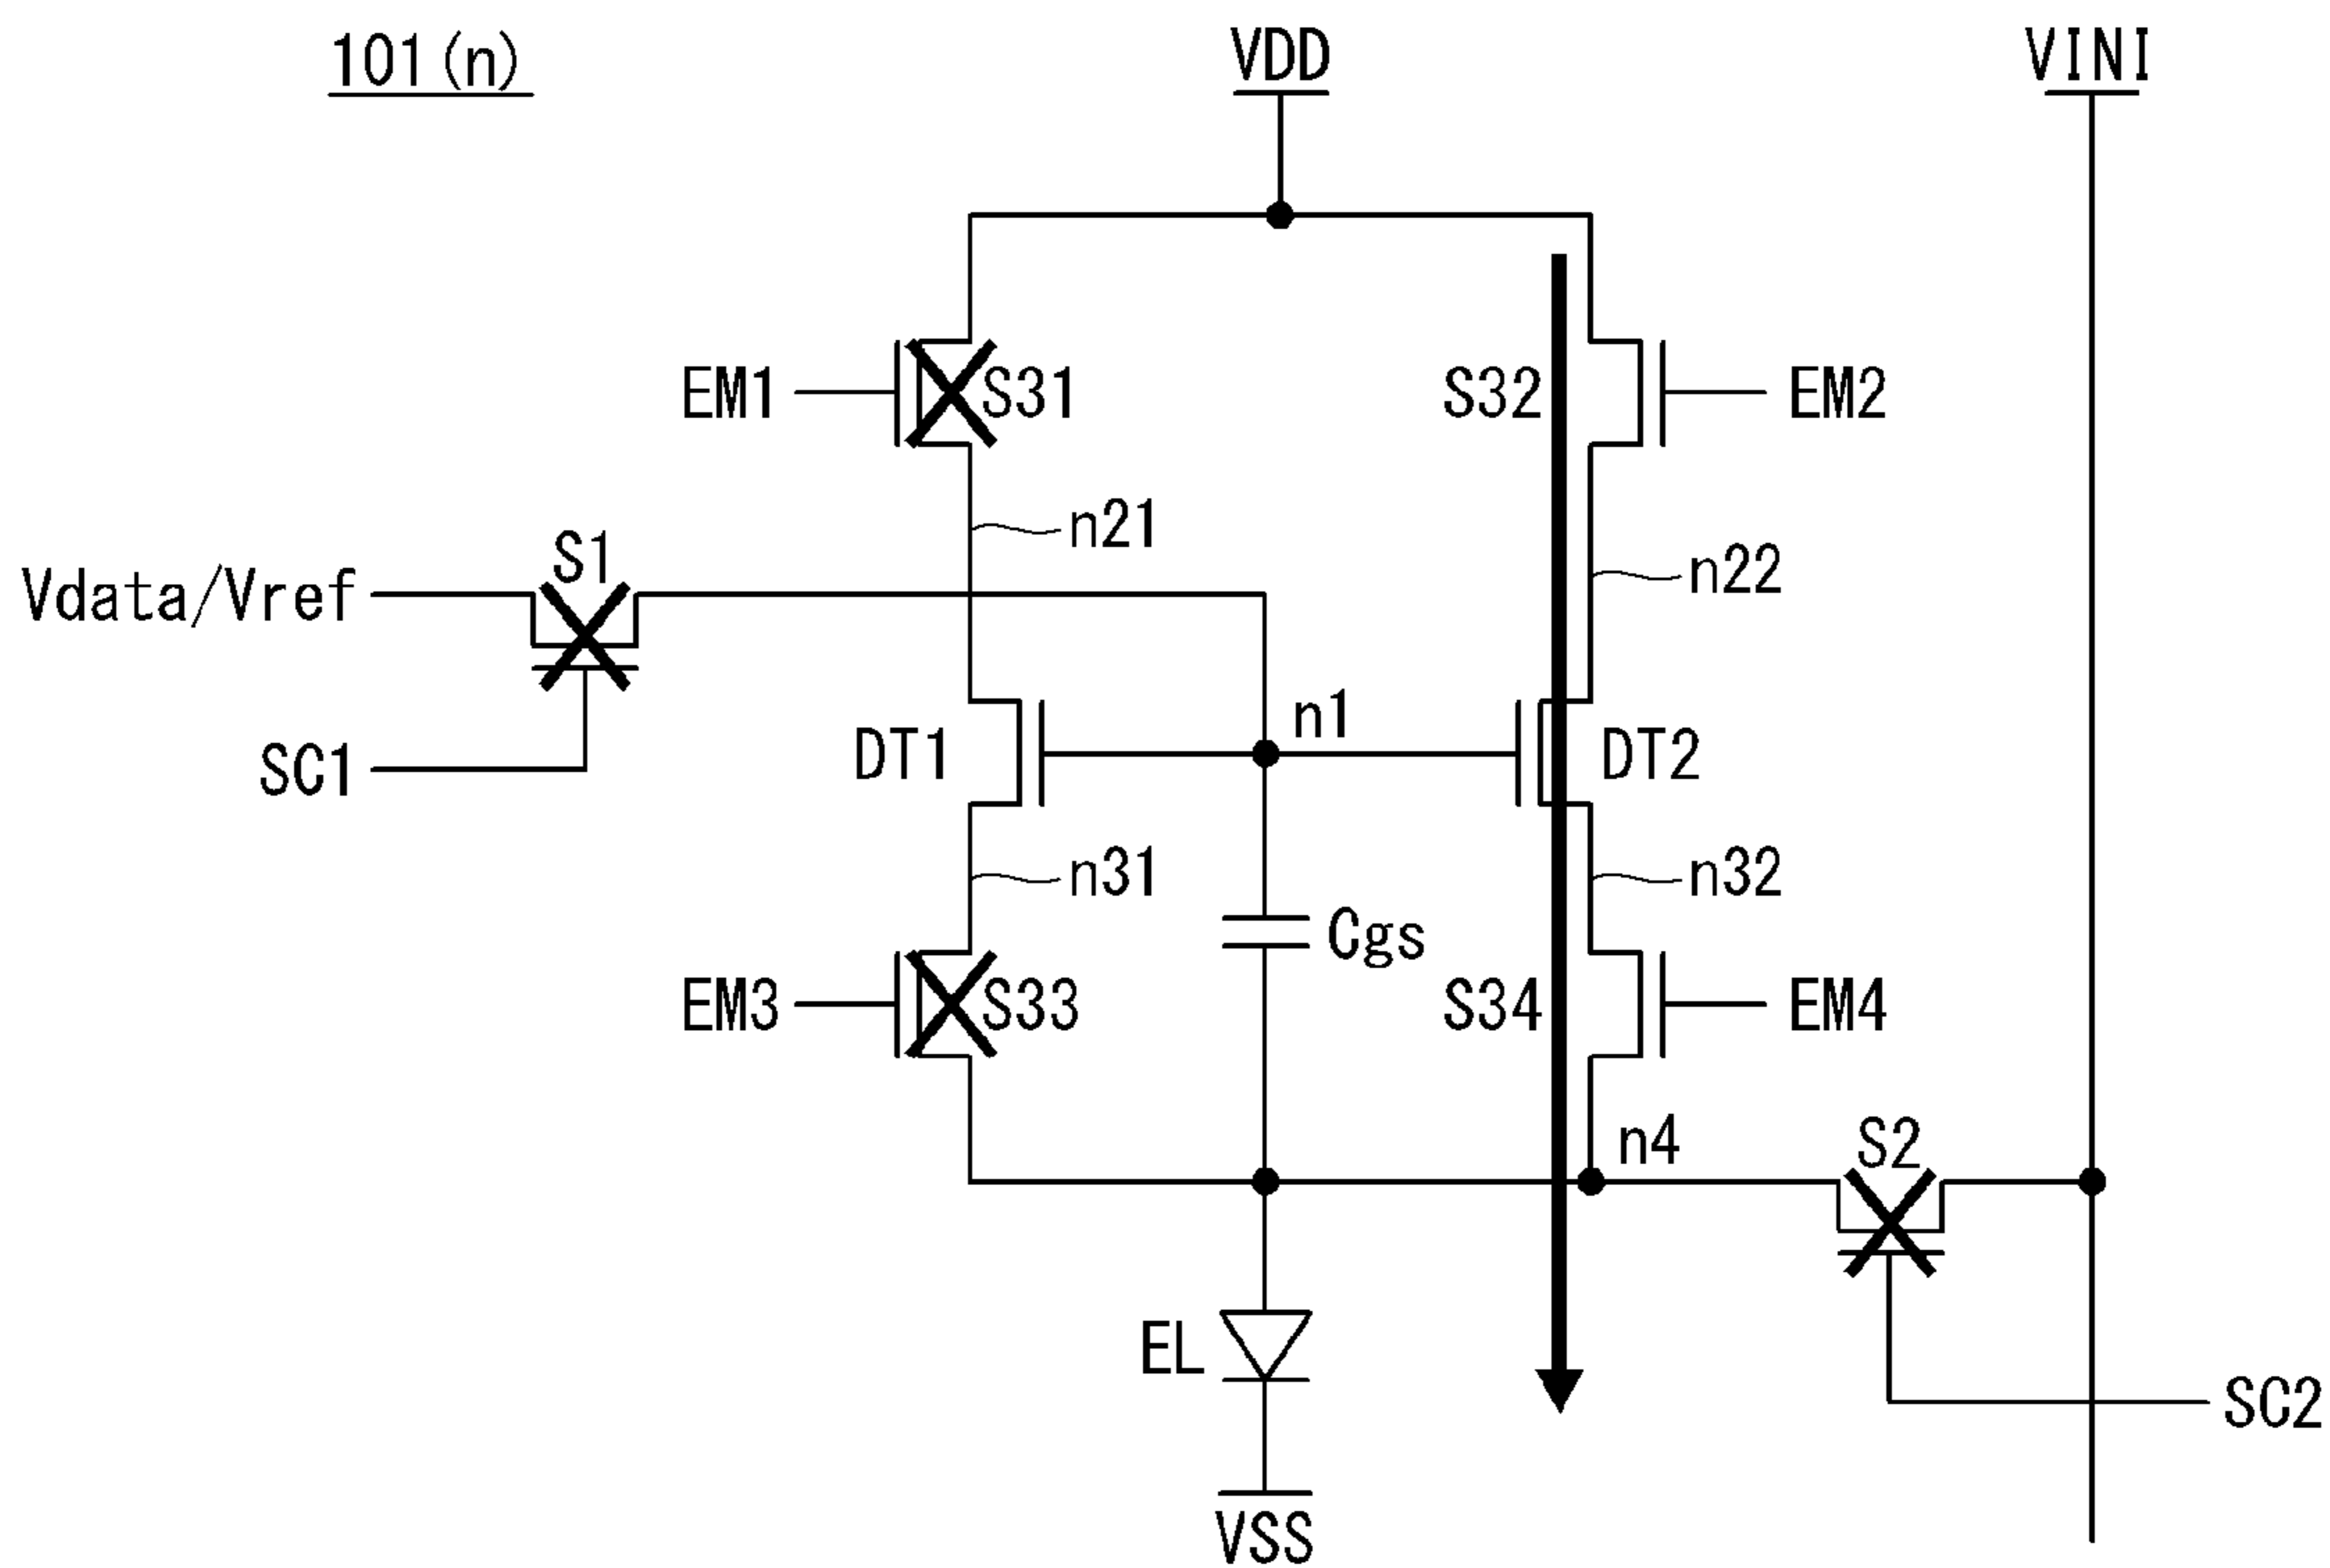 101(n)
VDD
VINI
EM1
S31
S32
EM2
n21
S1
n22
Vdata/Vref
n1
DT1
DT2
SC1
n31
n32
Cgs
EM3
S33
S34
EM4
n4
S2
EL
SC2
VSS